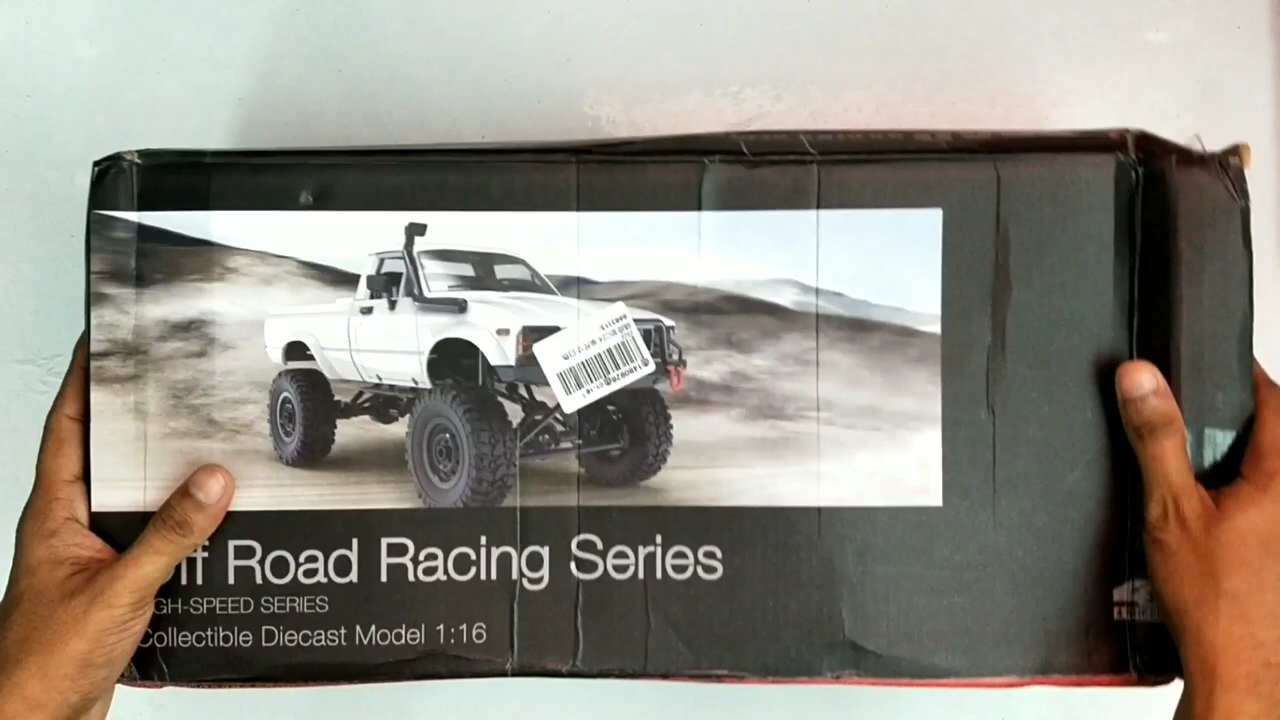 ff Road Racing Series
GH-SPEED SERIES
Collectible Diecast Model 1:16